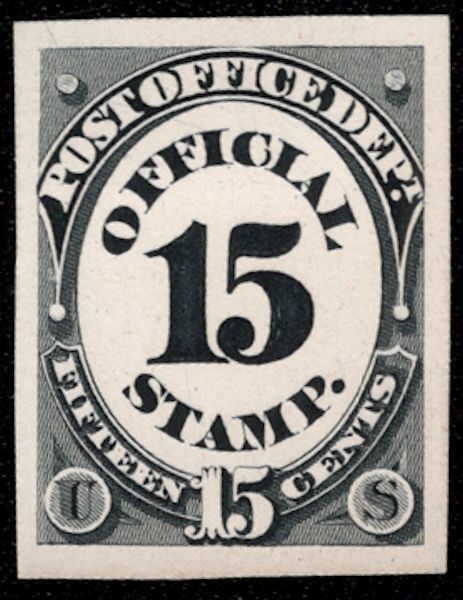 POST OFFICE DEPT.
OFFICIAL
15
STAMP.
FIFTEEN 15 CENTS
U S